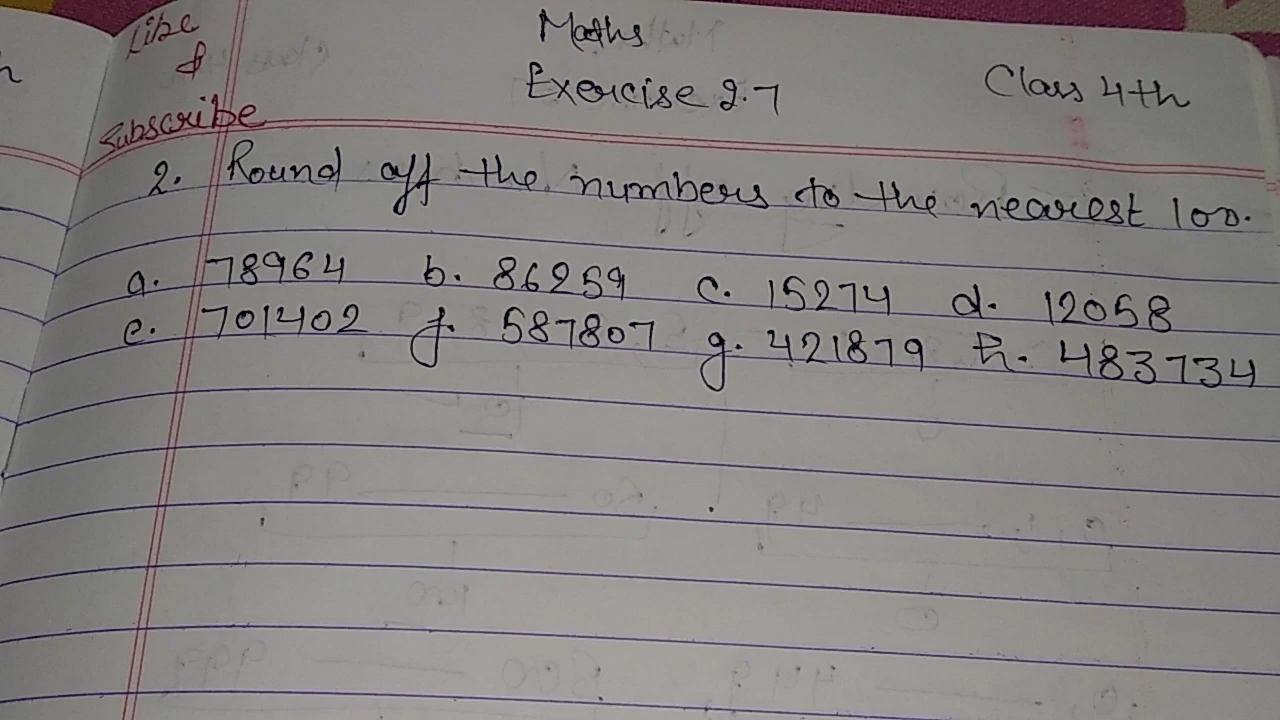 Like
&
Subscribe
Maths
Exercise 2.7
Class 4th
2. Round off the numbers to the nearest 100.
a. 78964 b. 86259 c. 15274 d. 12058
e. 701402 f. 587807 g. 421879 h. 483734